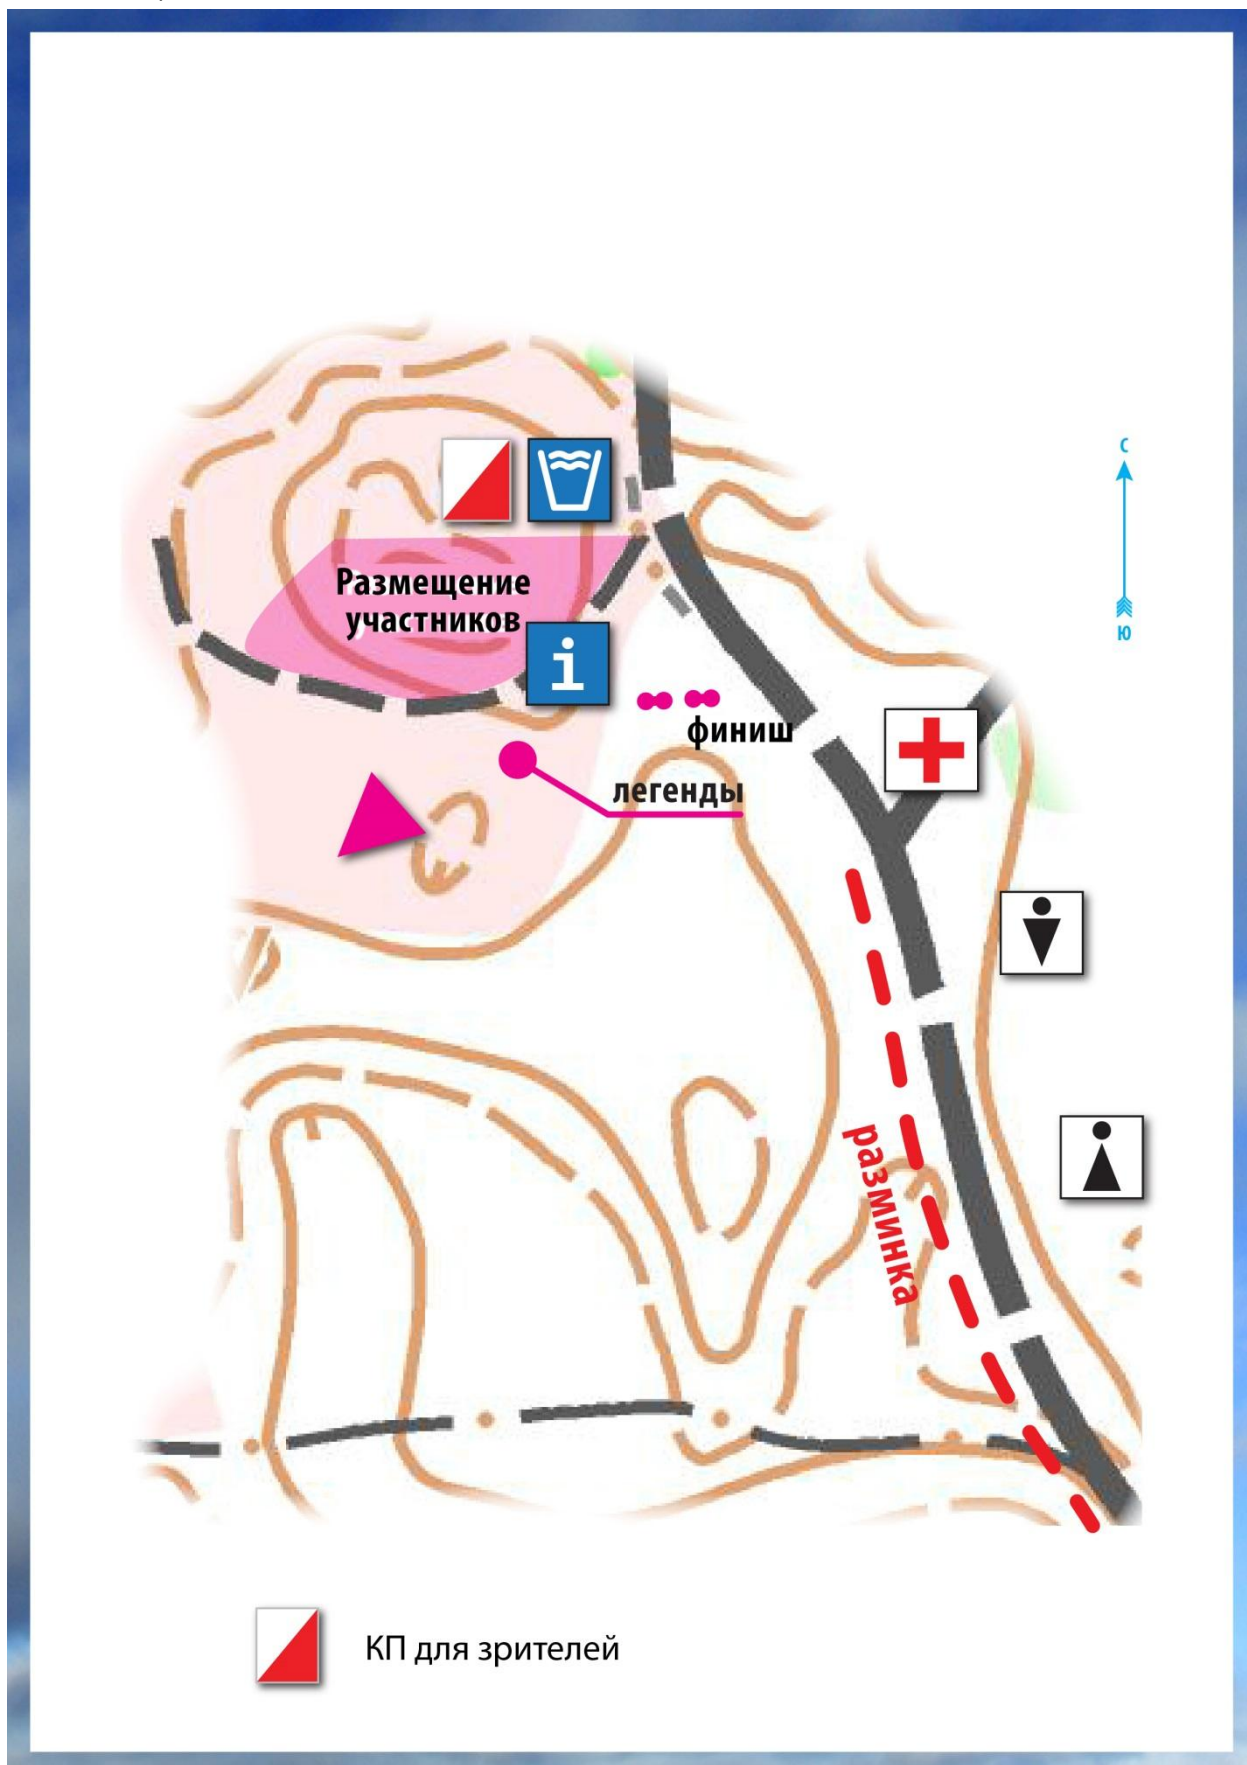 С
Ю
Размещение
участников
i
финиш
легенды
разминка
КП для зрителей